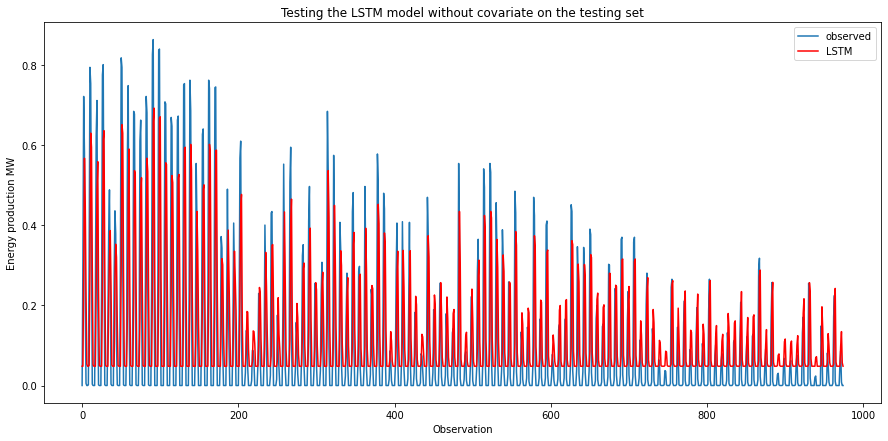 Testing the LSTM model without covariate on the testing set
observed
LSTM
Energy production MW
0.8
0.6
0.4
0.2
0.0
0
200
400
600
800
1000
Observation